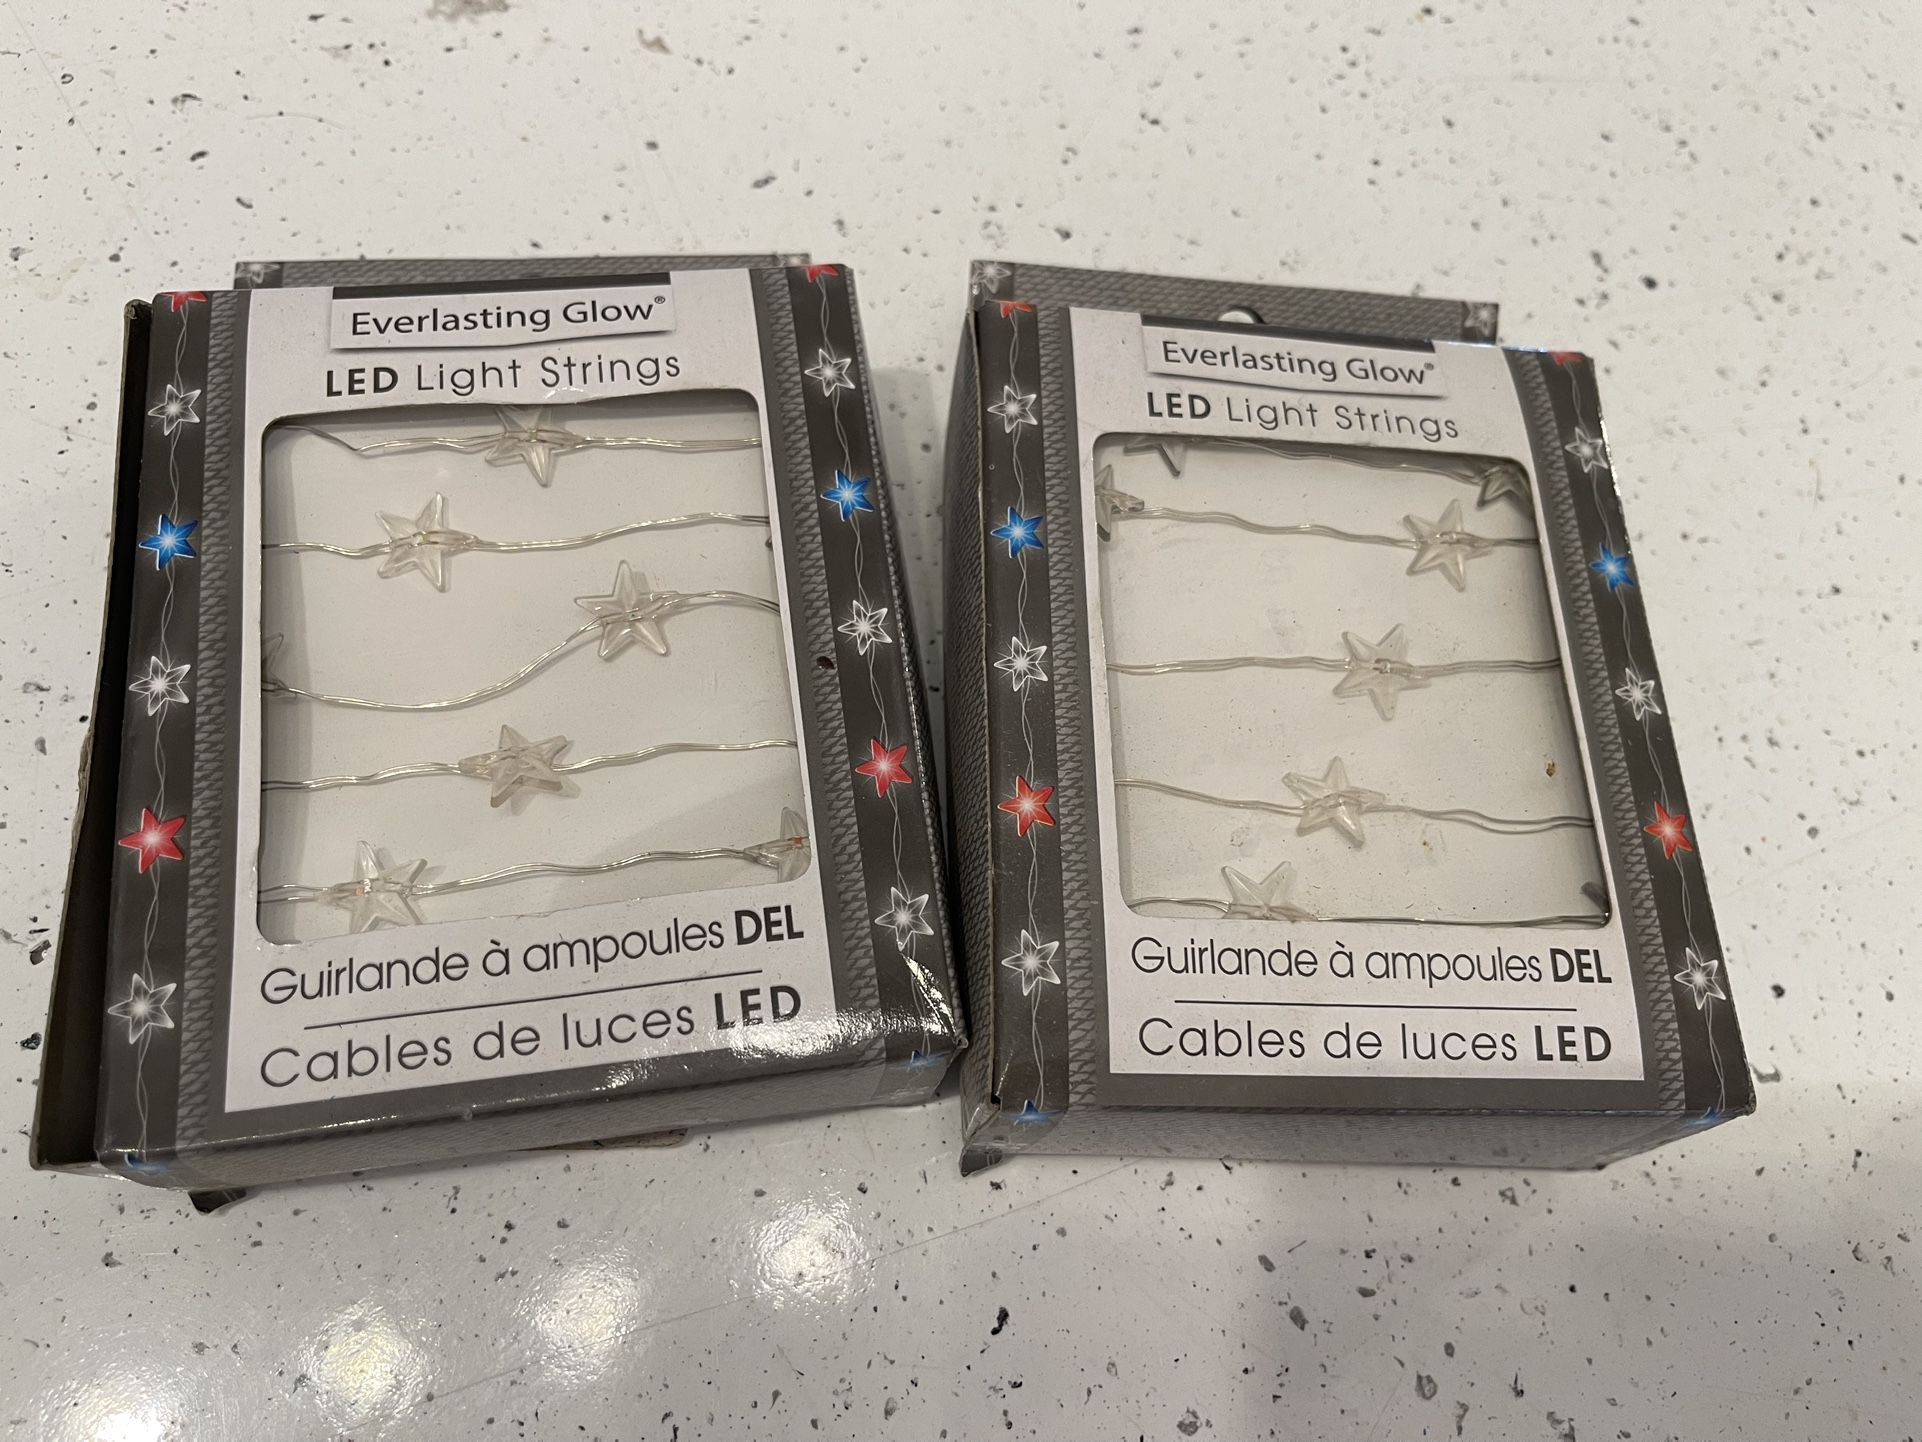 Everlasting Glow®
LED Light Strings
Guirlande à ampoules DEL
Cables de luces LED
Everlasting Glow®
LED Light Strings
Guirlande à ampoules DEL
Cables de luces LED